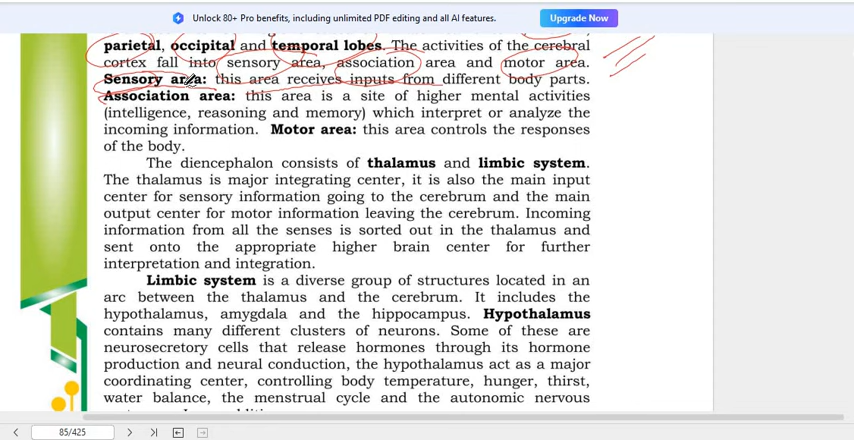 Unlock 80+ Pro benefits, including unlimited PDF editing and all AI features.
Upgrade Now
parietal, occipital and temporal lobes. The activities of the cerebral
cortex fall into sensory area, association area and motor area.
Sensory area: this area receives inputs from different body parts.
Association area: this area is a site of higher mental activities
(intelligence, reasoning and memory) which interpret or analyze the
incoming information. Motor area: this area controls the responses
of the body.
The diencephalon consists of thalamus and limbic system.
The thalamus is major integrating center, it is also the main input
center for sensory information going to the cerebrum and the main
output center for motor information leaving the cerebrum. Incoming
information from all the senses is sorted out in the thalamus and
sent onto the appropriate higher brain center for further
interpretation and integration.
Limbic system is a diverse group of structures located in an
arc between the thalamus and the cerebrum. It includes the
hypothalamus, amygdala and the hippocampus. Hypothalamus
contains many different clusters of neurons. Some of these are
neurosecretory cells that release hormones through its hormone
production and neural conduction, the hypothalamus act as a major
coordinating center, controlling body temperature, hunger, thirst,
water balance, the menstrual cycle and the autonomic nervous
85/425